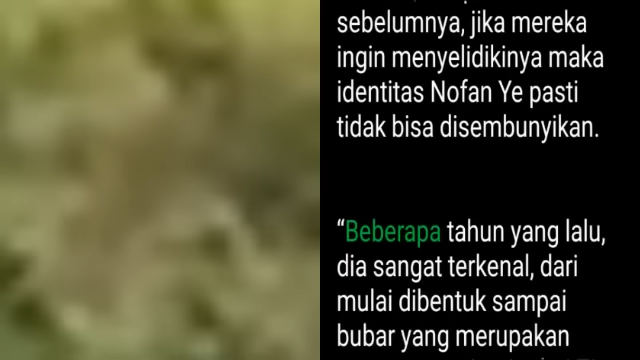 sebelumnya, jika mereka
ingin menyelidikinya maka
identitas Nofan Ye pasti
tidak bisa disembunyikan.
“Beberapa tahun yang lalu,
dia sangat terkenal, dari
mulai dibentuk sampai
bubar yang merupakan